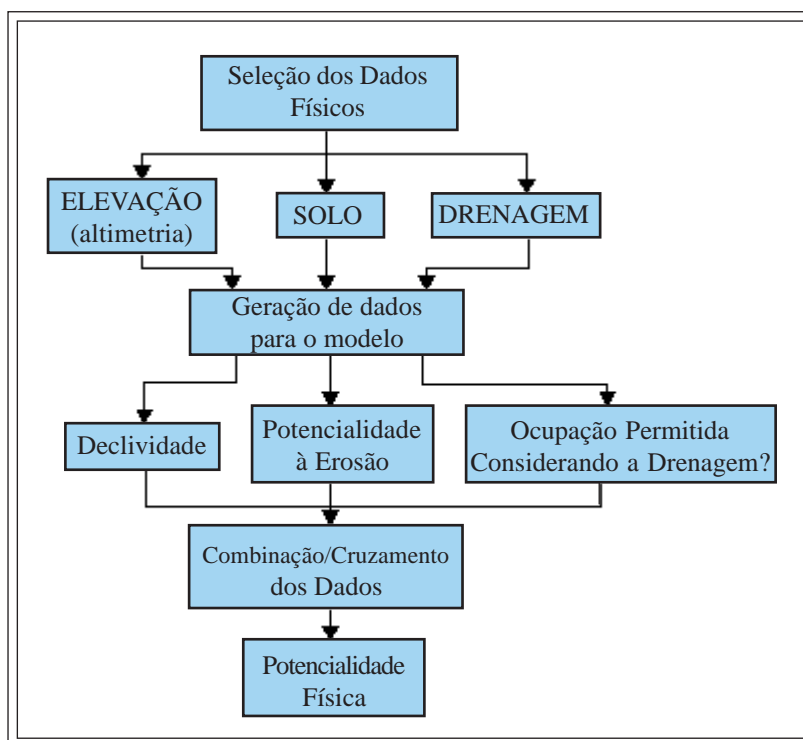 Seleção dos Dados
Físicos
ELEVAÇÃO
(altimetria)
SOLO
DRENAGEM
Geração de dados
para o modelo
Declividade
Potencialidade
à Erosão
Ocupação Permitida
Considerando a Drenagem?
Combinação/Cruzamento
dos Dados
Potencialidade
Física